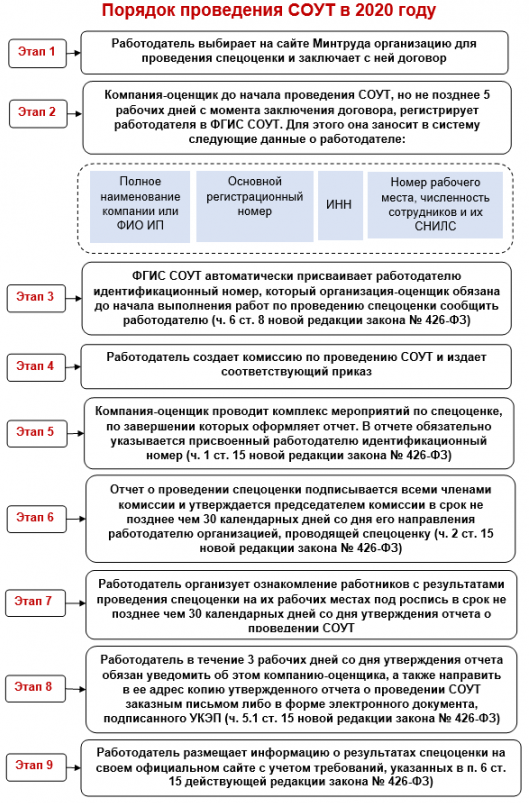 Порядок проведения СОУТ в 2020 году
Этап 1
Работодатель выбирает на сайте Минтруда организацию для
проведения спецоценки и заключает с ней договор
Этап 2
Компания-оценщик до начала проведения СОУТ, но не позднее 5
рабочих дней с момента заключения договора, регистрирует
работодателя в ФГИС СОУТ. Для этого она заносит в систему
следующие данные о работодателе:
Полное
наименование
компании или
ФИО ИП
Основной
регистрационный
номер
ИНН
Номер рабочего
места, численность
сотрудников и их
СНИЛС
Этап 3
ФГИС СОУТ автоматически присваивает работодателю
идентификационный номер, который организация-оценщик обязана
до начала выполнения работ по проведению спецоценки сообщить
работодателю (ч. 6 ст. 8 новой редакции закона № 426-ФЗ)
Этап 4
Работодатель создает комиссию по проведению СОУТ и издает
соответствующий приказ
Этап 5
Компания-оценщик проводит комплекс мероприятий по спецоценке,
по завершении которых оформляет отчет. В отчете обязательно
указывается присвоенный работодателю идентификационный
номер (ч. 1 ст. 15 новой редакции закона № 426-ФЗ)
Этап 6
Отчет о проведении спецоценки подписывается всеми членами
комиссии и утверждается председателем комиссии в срок не
позднее чем 30 календарных дней со дня его направления
работодателю организацией, проводящей спецоценку (ч. 2 ст. 15
новой редакции закона № 426-ФЗ)
Этап 7
Работодатель организует ознакомление работников с результатами
проведения спецоценки на их рабочих местах под роспись в срок не
позднее чем 30 календарных дней со дня утверждения отчета о
проведении СОУТ
Этап 8
Работодатель в течение 3 рабочих дней со дня утверждения отчета
обязан уведомить об этом компанию-оценщика, а также направить
в ее адрес копию утвержденного отчета о проведении СОУТ
заказным письмом либо в форме электронного документа,
подписанного УКЭП (ч. 5.1 ст. 15 новой редакции закона № 426-ФЗ)
Этап 9
Работодатель размещает информацию о результатах спецоценки на
своем официальном сайте с учетом требований, указанных в п. 6 ст.
15 действующей редакции закона № 426-ФЗ)